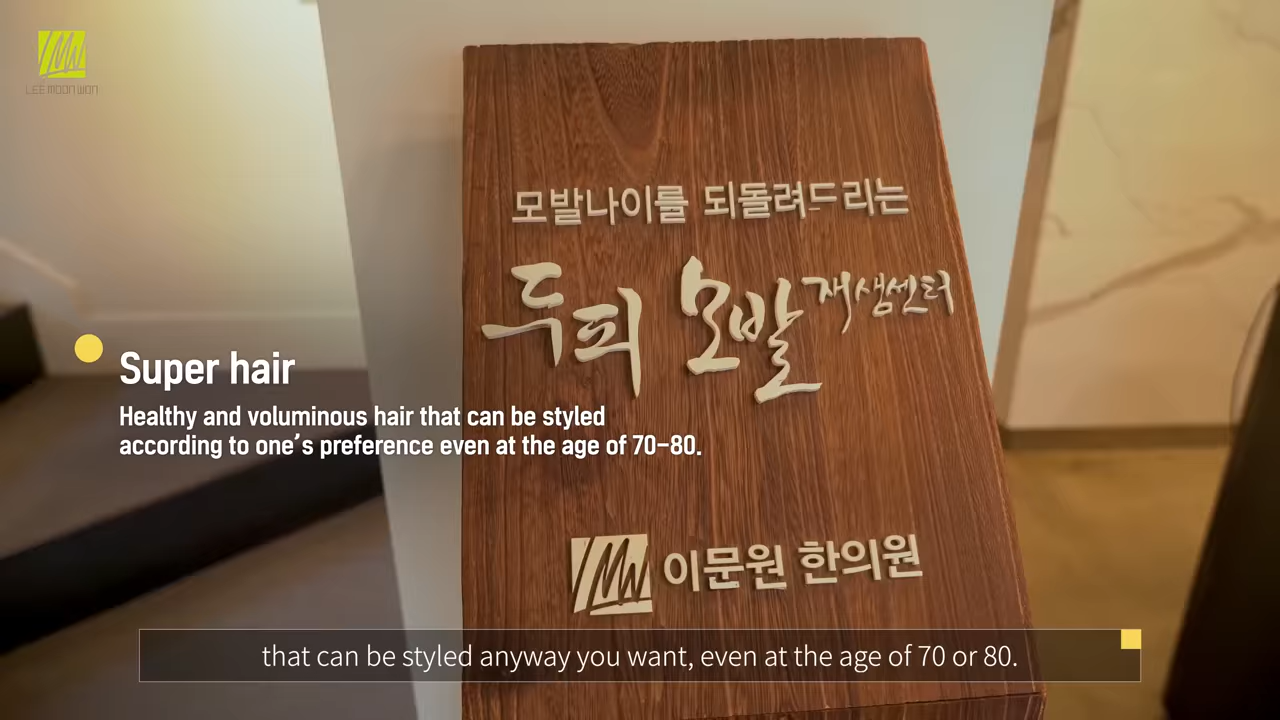 LEE MOON WON
모발나이를 되돌려드리는
두피 모발 재생센터
Super hair
Healthy and voluminous hair that can be styled
according to one's preference even at the age of 70-80.
이문원 한의원
that can be styled anyway you want, even at the age of 70 or 80.